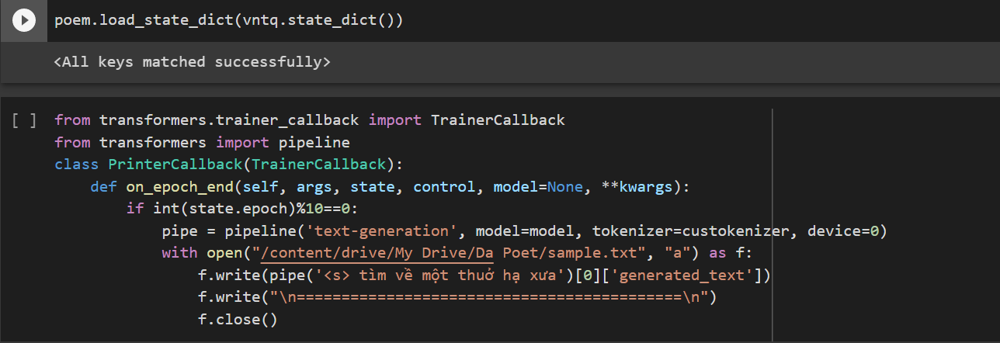 poem.load_state_dict(vntq.state_dict())
<All keys matched successfully>
[ ] from transformers.trainer_callback import TrainerCallback
from transformers import pipeline
class PrinterCallback(TrainerCallback):
    def on_epoch_end(self, args, state, control, model=None, **kwargs):
        if int(state.epoch)%10==0:
            pipe = pipeline('text-generation', model=model, tokenizer=custokenizer, device=0)
            with open("/content/drive/My Drive/Da Poet/sample.txt", "a") as f:
                f.write(pipe('<s> tìm về một thuở hạ xưa')[0]['generated_text'])
                f.write("\n===========================================\n")
                f.close()